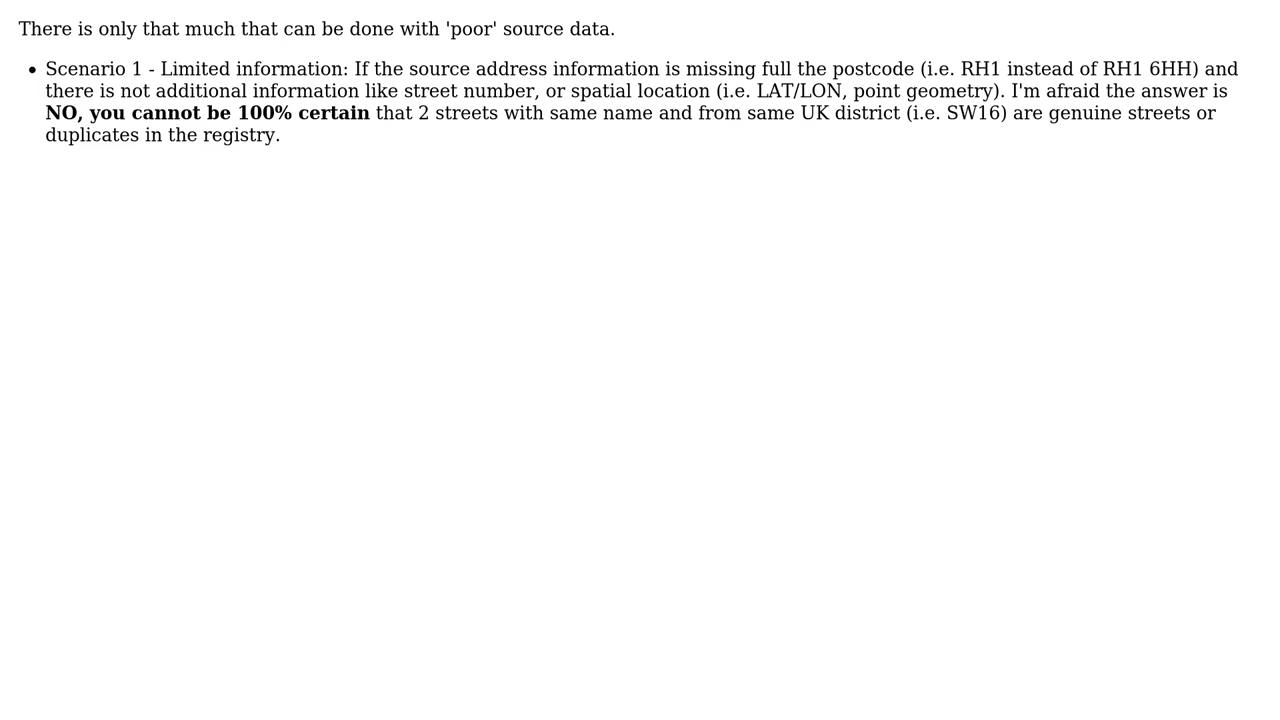 There is only that much that can be done with 'poor' source data.
• Scenario 1 - Limited information: If the source address information is missing full the postcode (i.e. RH1 instead of RH1 6HH) and
there is not additional information like street number, or spatial location (i.e. LAT/LON, point geometry). I'm afraid the answer is
NO, you cannot be 100% certain that 2 streets with same name and from same UK district (i.e. SW16) are genuine streets or
duplicates in the registry.